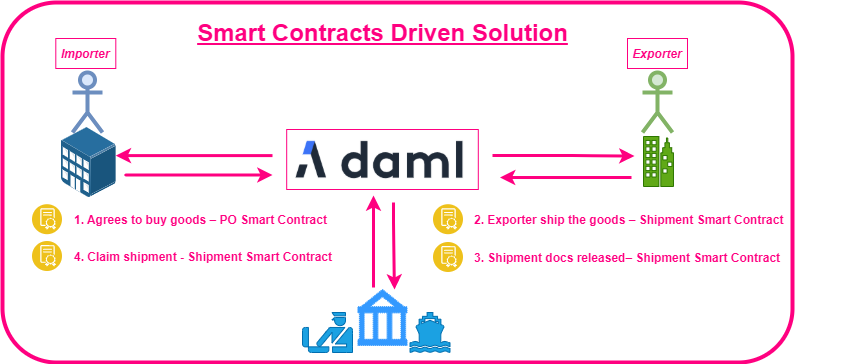 Smart Contracts Driven Solution
Importer
Exporter
daml
1. Agrees to buy goods – PO Smart Contract
2. Exporter ship the goods – Shipment Smart Contract
4. Claim shipment - Shipment Smart Contract
3. Shipment docs released– Shipment Smart Contract